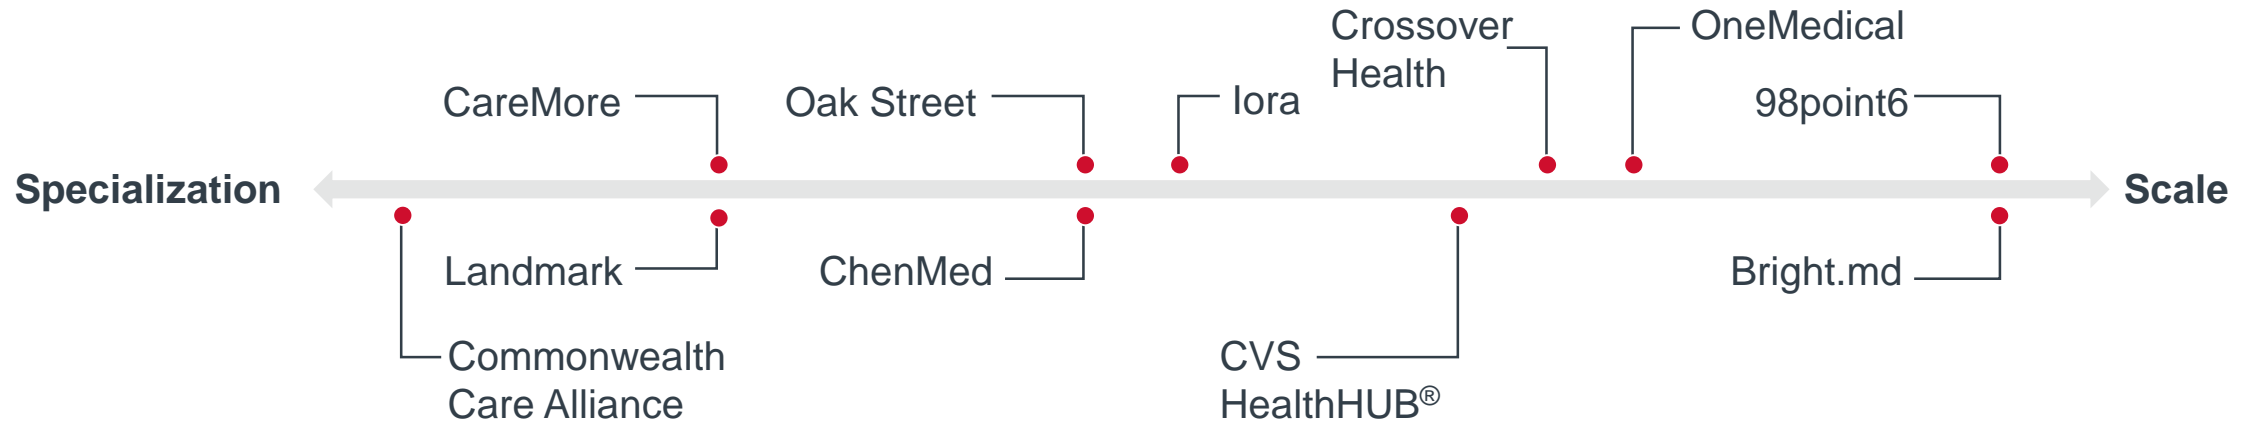 Crossover
Health
OneMedical
CareMore
Oak Street
Iora
98point6
Specialization
Scale
Landmark
ChenMed
Bright.md
Commonwealth
Care Alliance
CVS
HealthHUB®